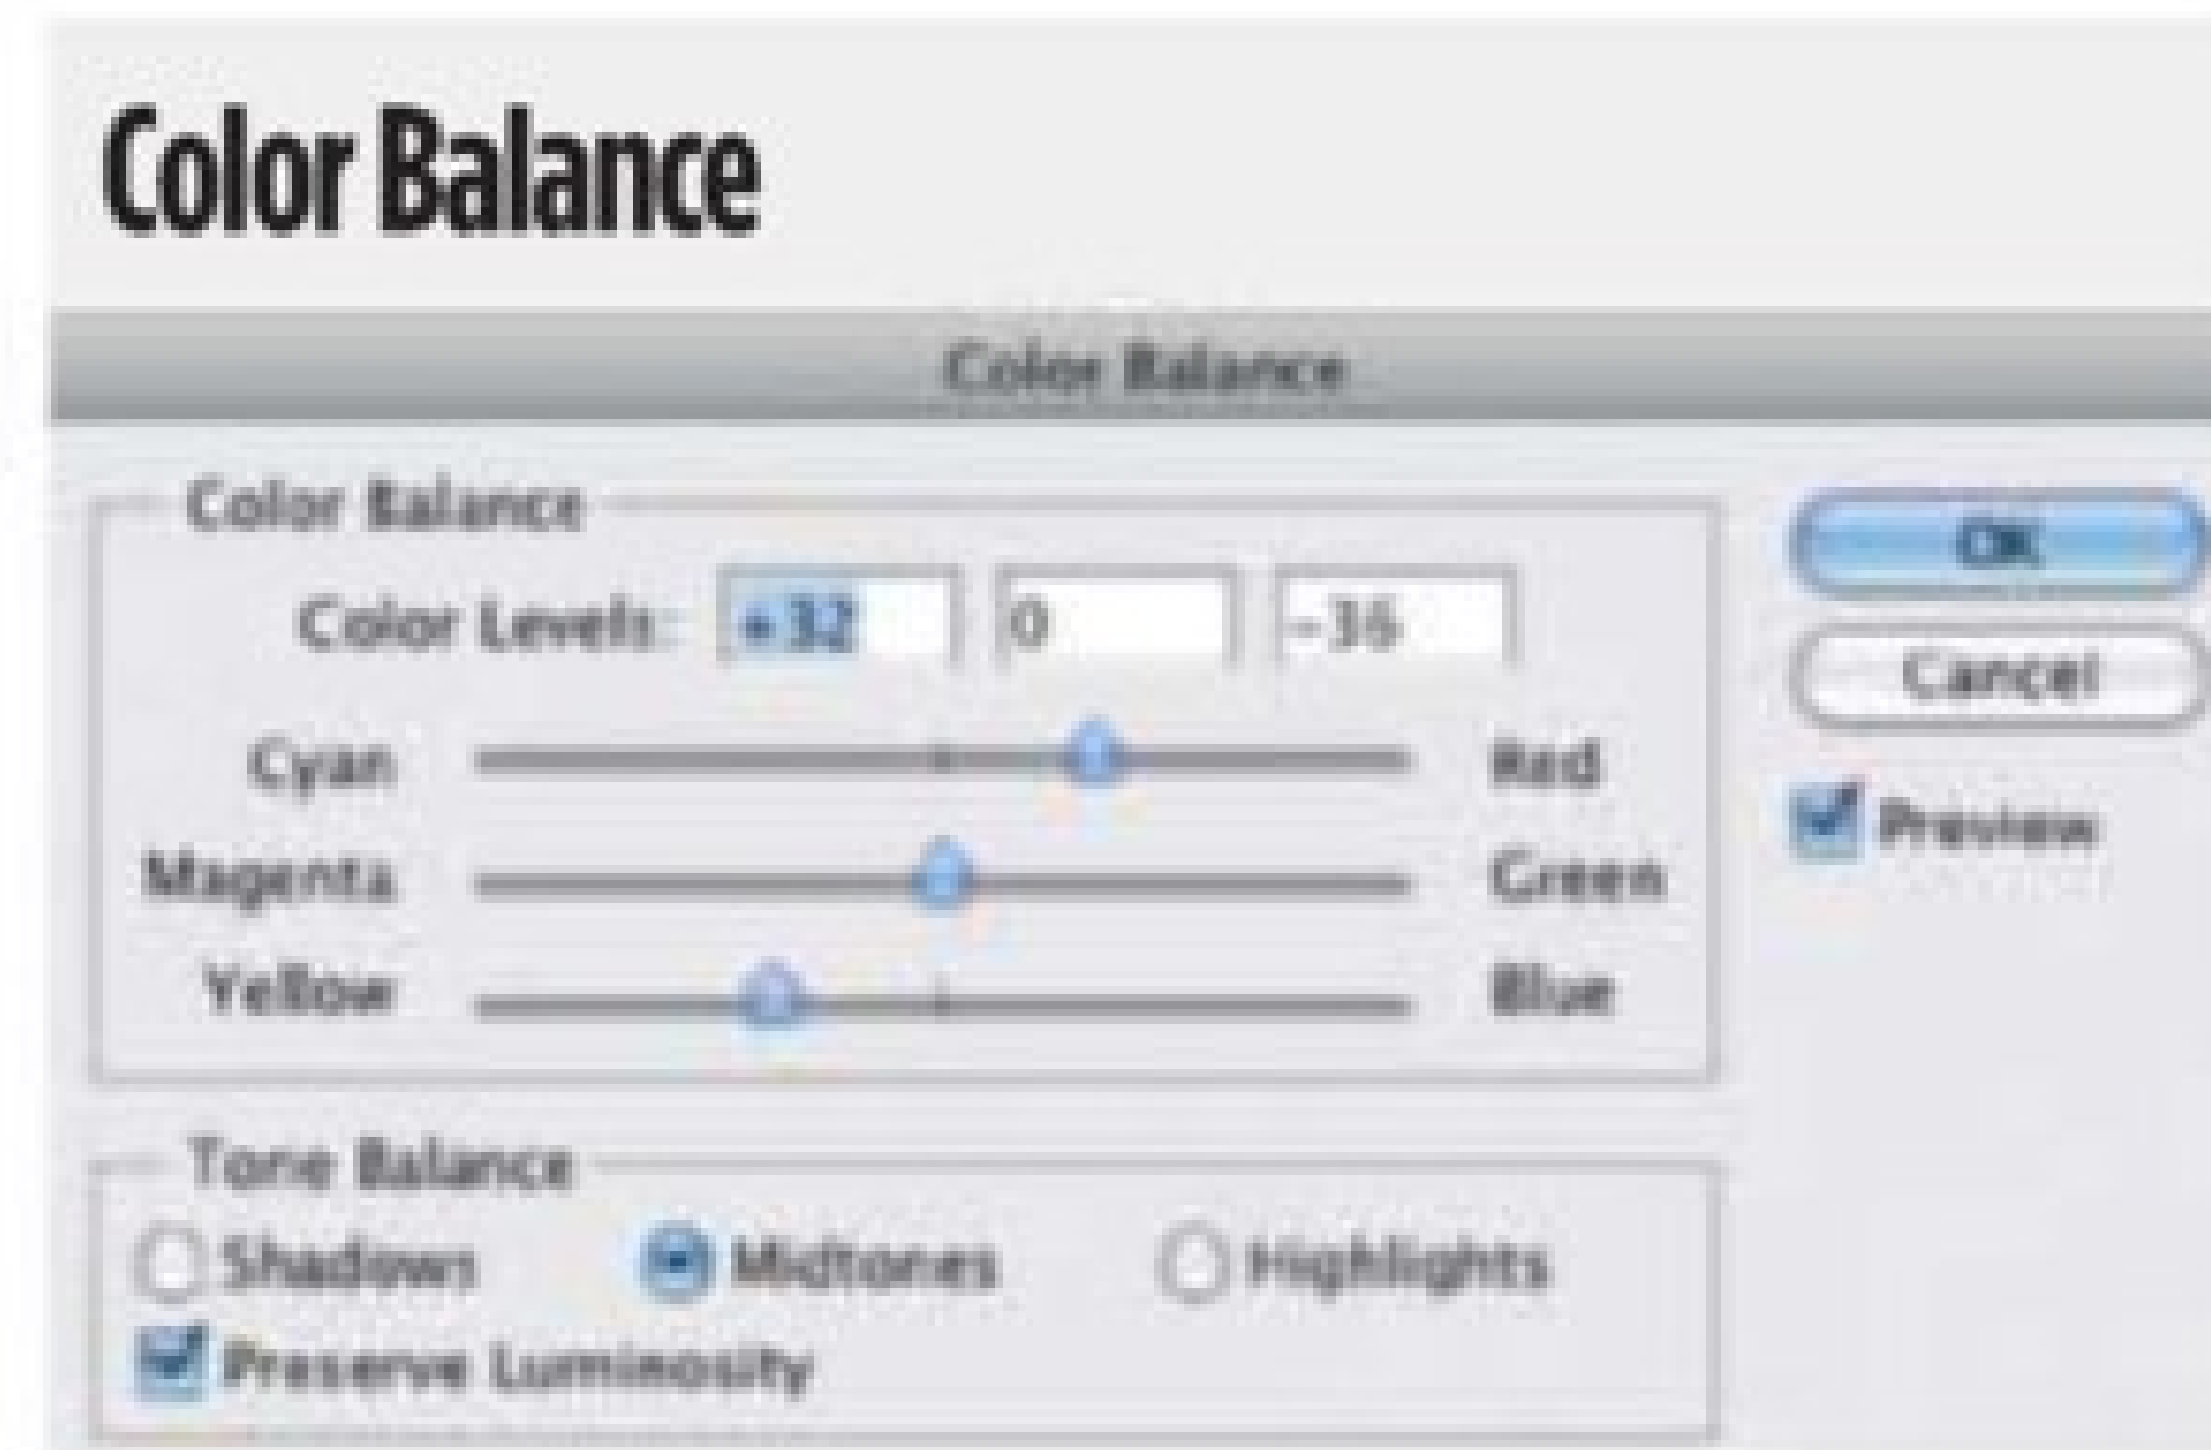 Color Balance
Color Balance
Color Balance
Color Levels: +32 0 -36
Cyan Red
Magenta Green
Yellow Blue
OK
Cancel
Preview
Tone Balance
Shadows Midtones Highlights
Preserve Luminosity